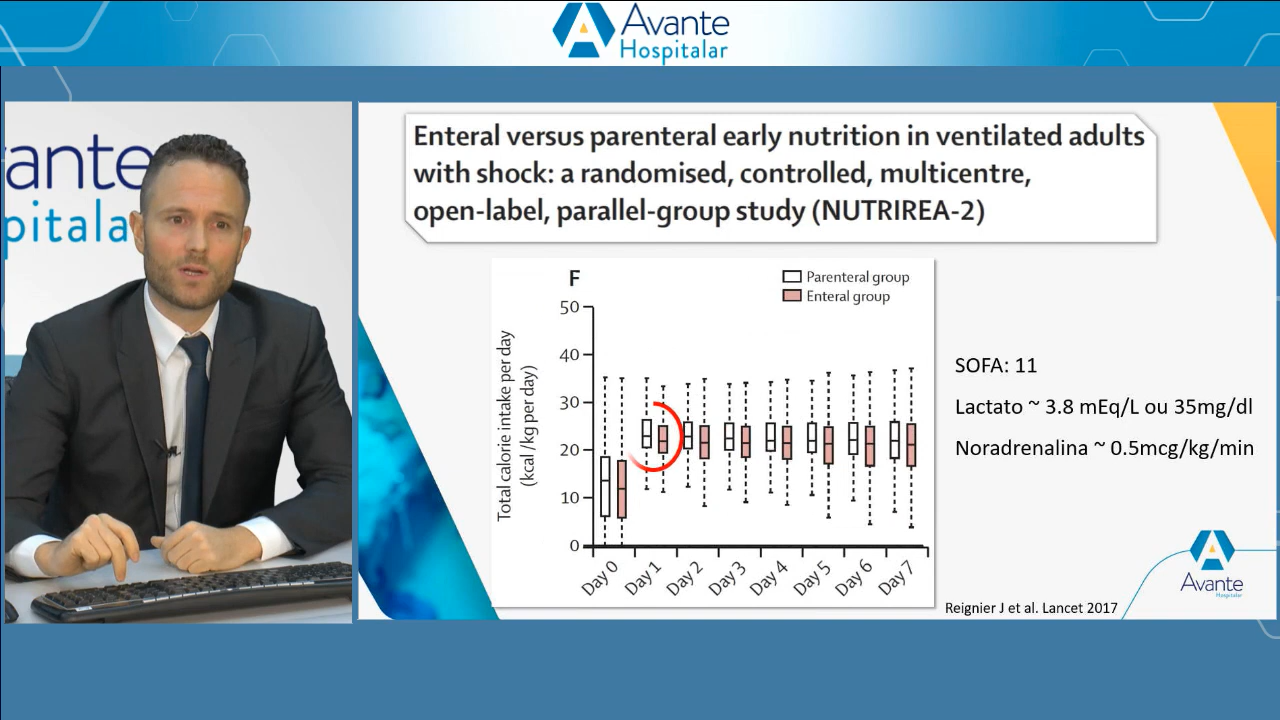 Avante
Hospitalar
vante
pitala
Enteral versus parenteral early nutrition in ventilated adults
with shock: a randomised, controlled, multicentre,
open-label, parallel-group study (NUTRIREA-2)
F
Parenteral group
Enteral group
Total calorie intake per day
(kcal /kg per day)
50
40
30
20
10
0
Day 0
Day 1
Day 2
Day 3
Day 4
Day 5
Day 6
Day 7
SOFA: 11
Lactato ~ 3.8 mEq/L ou 35mg/dl
Noradrenalina ~ 0.5mcg/kg/min
Avante
Hospitalar
Reignier J et al. Lancet 2017